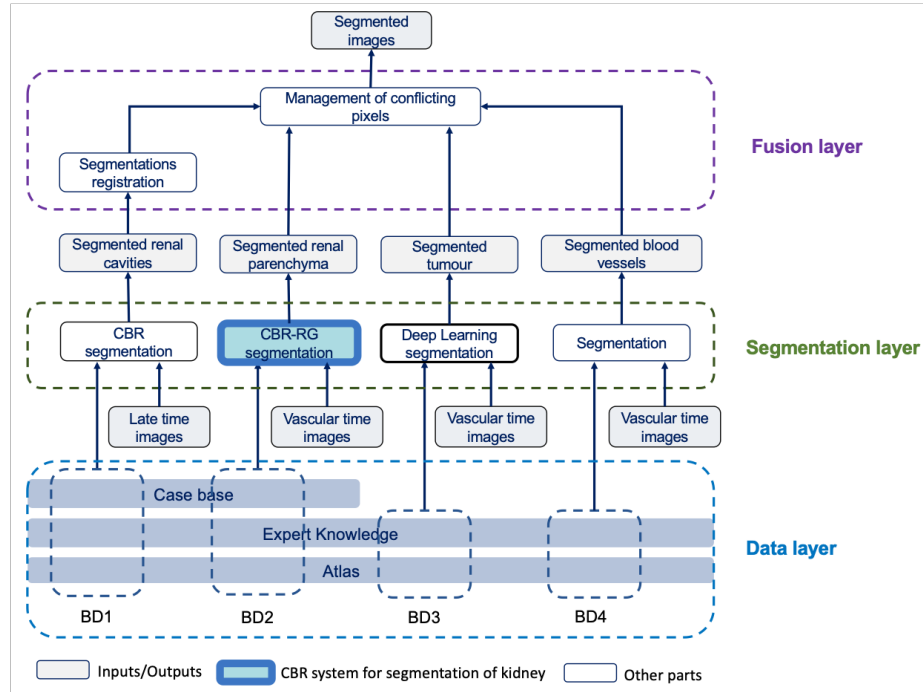 Segmented
images
Management of conflicting
pixels
Fusion layer
Segmentations
registration
Segmented renal
cavities
Segmented renal
parenchyma
Segmented
tumour
Segmented blood
vessels
CBR
segmentation
CBR-RG
segmentation
Deep Learning
segmentation
Segmentation
Segmentation layer
Late time
images
Vascular time
images
Vascular time
images
Vascular time
images
Case base
Expert Knowledge
Data layer
Atlas
BD1
BD2
BD3
BD4
Inputs/Outputs
CBR system for segmentation of kidney
Other parts